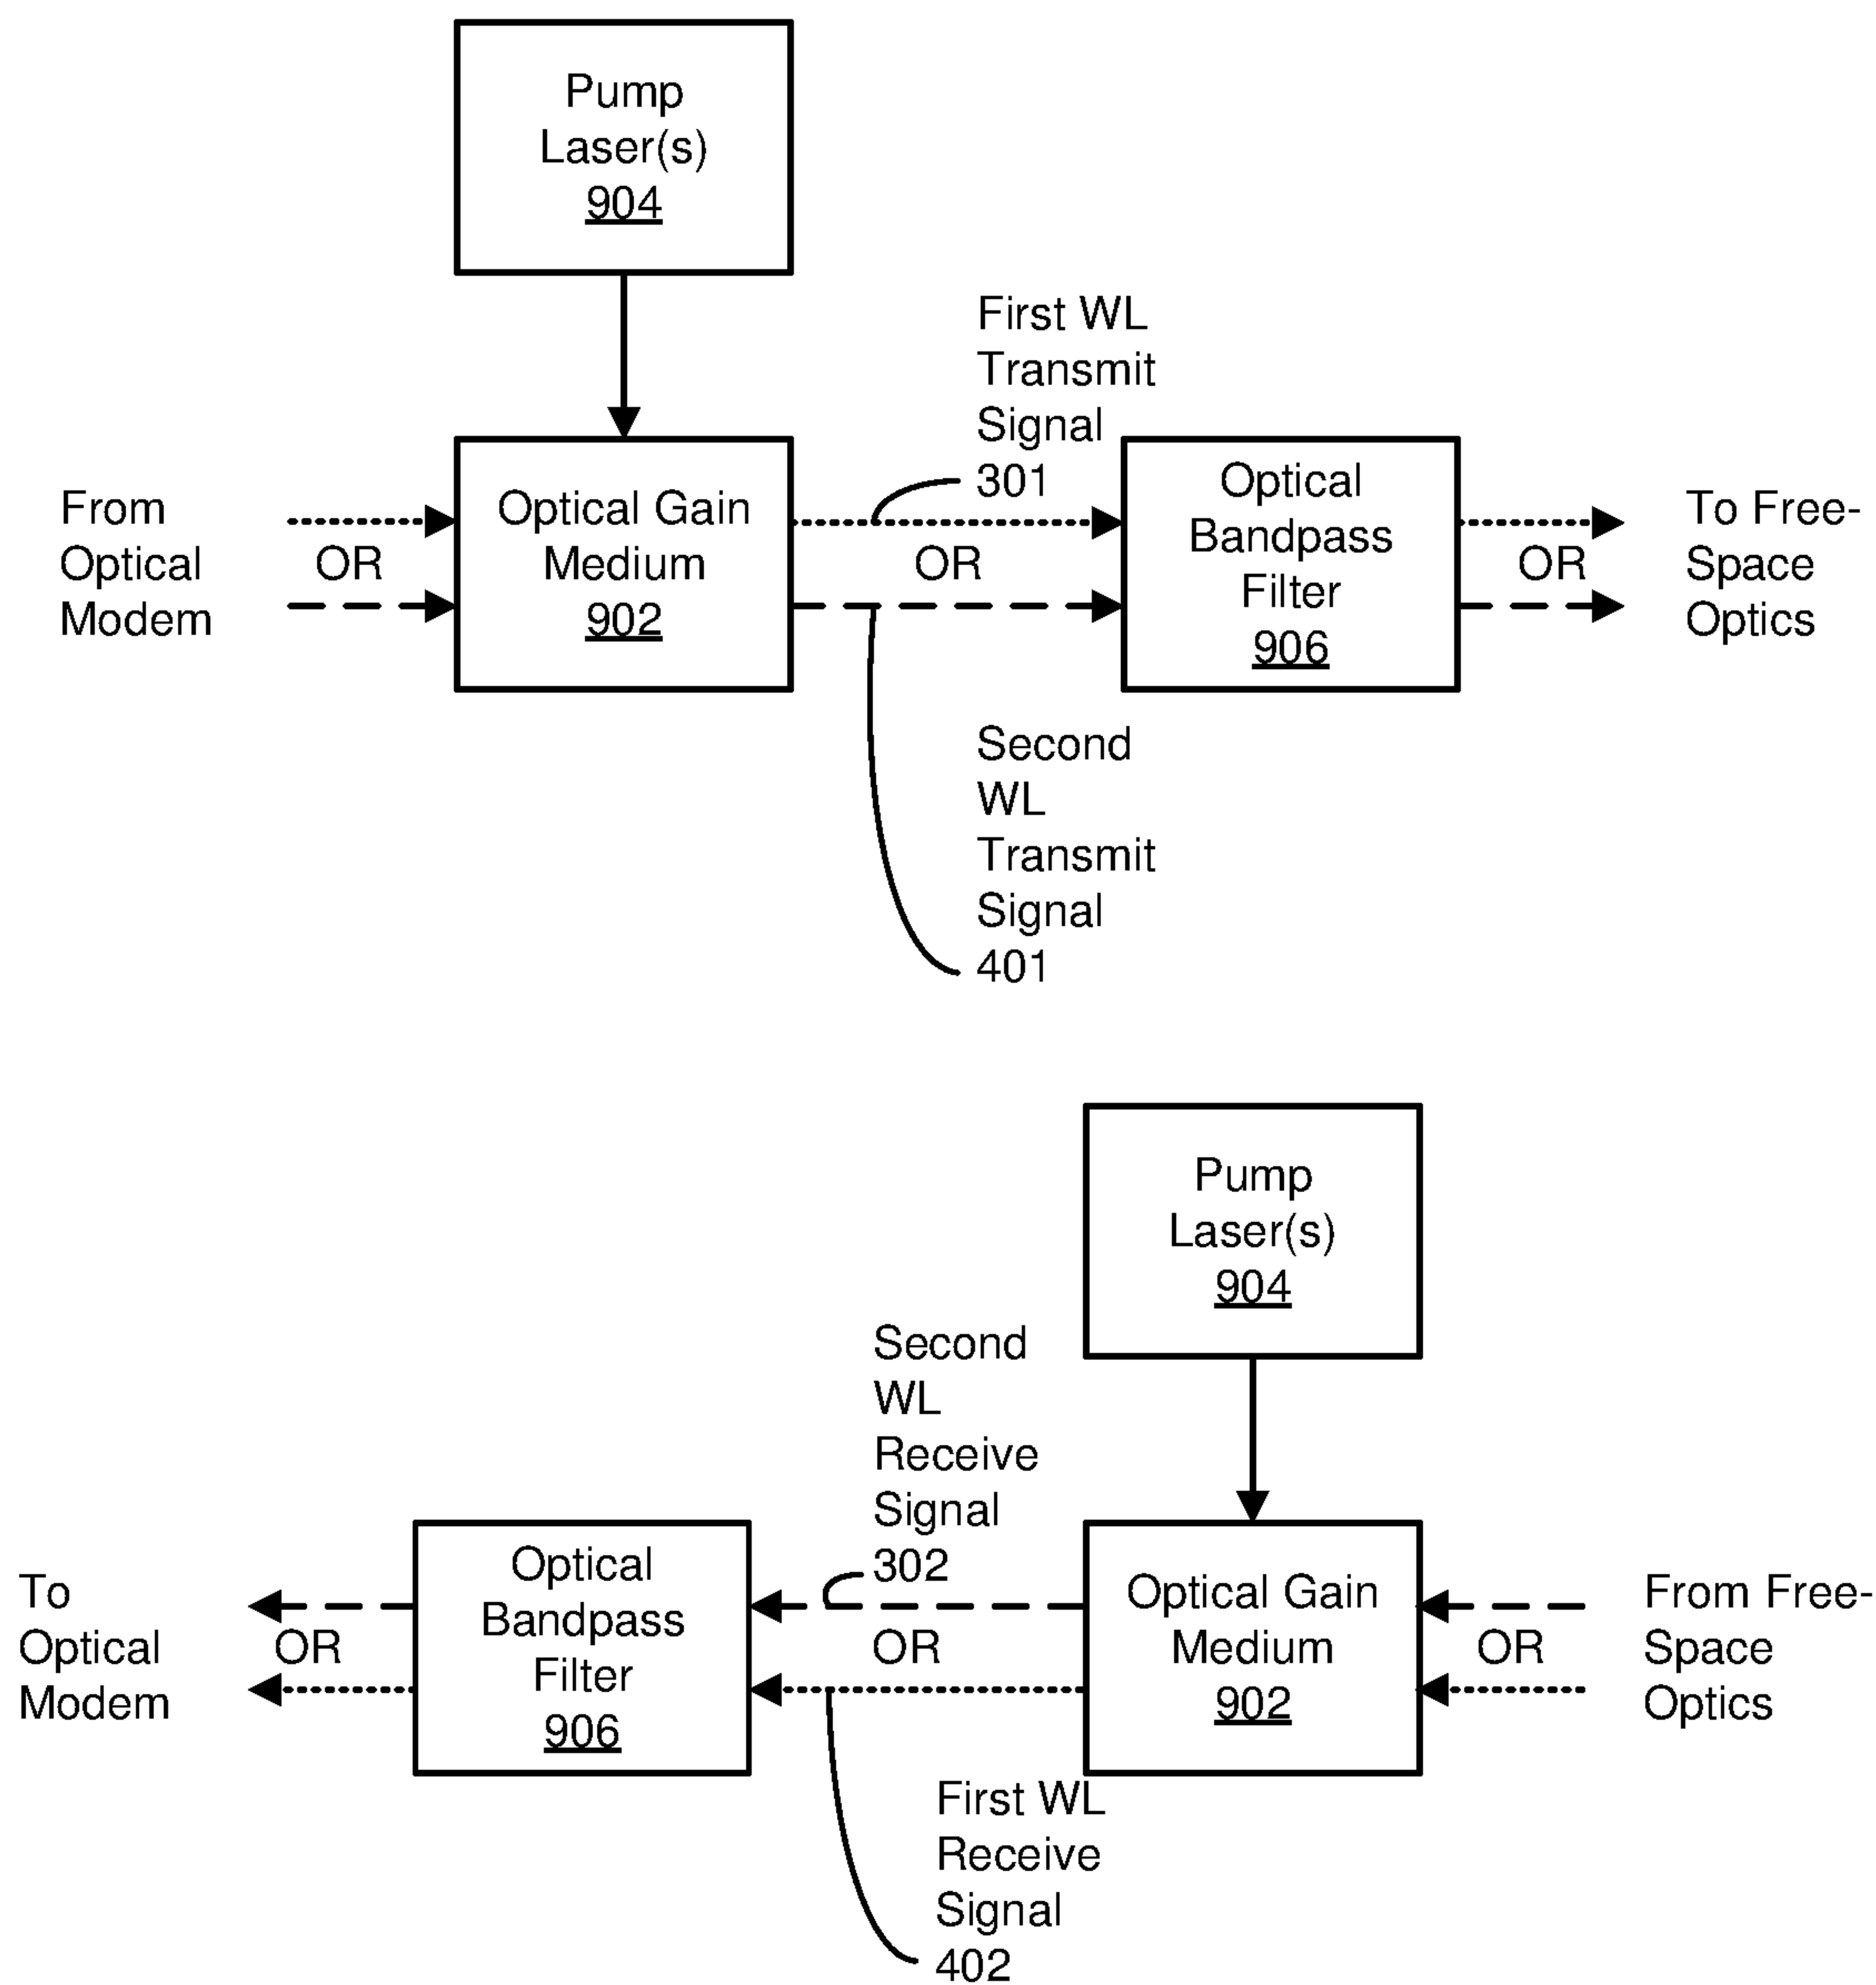 Pump
Laser(s)
904
First WL
Transmit
Signal
301
From
Optical
Modem
OR
Optical Gain
Medium
902
OR
Optical
Bandpass
Filter
906
OR
To Free-
Space
Optics
Second
WL
Transmit
Signal
401
Pump
Laser(s)
904
Second
WL
Receive
Signal
302
To
Optical
Modem
OR
Optical
Bandpass
Filter
906
OR
Optical Gain
Medium
902
OR
From Free-
Space
Optics
First WL
Receive
Signal
402